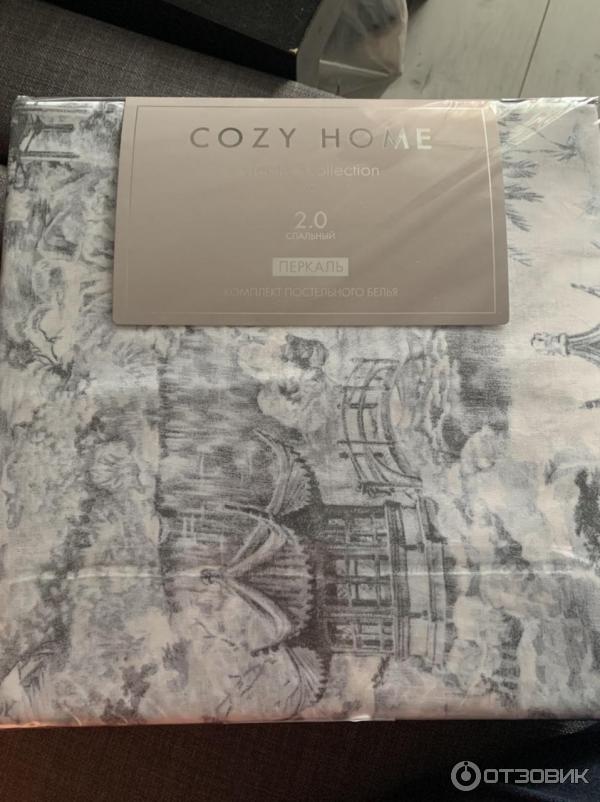 COZY HOME
Collection
2.0
СПАЛЬНЫЙ
ПЕРКАЛЬ
КОМПЛЕКТ ПОСТЕЛЬНОГО БЕЛЬЯ
ОТЗОВИК